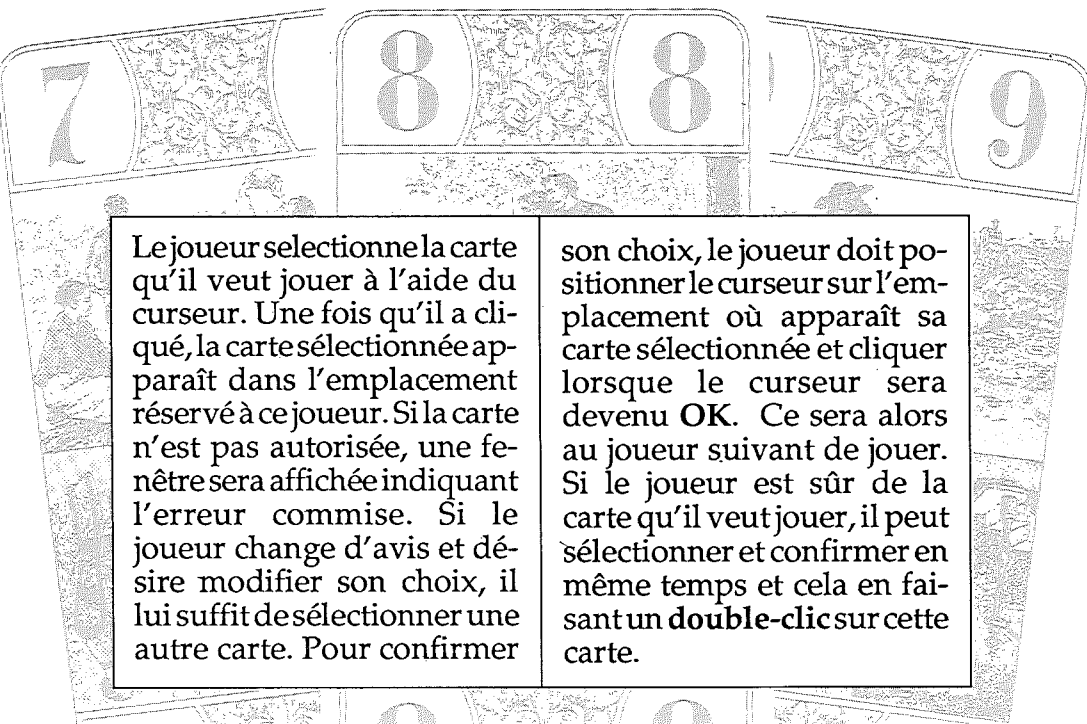 7
8
8
9
Le joueur selectionne la carte
qu'il veut jouer à l'aide du
curseur. Une fois qu'il a cli-
qué, la carte sélectionnée ap-
paraît dans l'emplacement
réservé à ce joueur. Si la carte
n'est pas autorisée, une fe-
nêtre sera affichée indiquant
l'erreur commise. Si le
joueur change d'avis et dé-
sire modifier son choix, il
lui suffit de sélectionner une
autre carte. Pour confirmer
son choix, le joueur doit po-
sitionner le curseur sur l'em-
placement où apparaît sa
carte sélectionnée et cliquer
lorsque le curseur sera
devenu OK. Ce sera alors
au joueur suivant de jouer.
Si le joueur est sûr de la
carte qu'il veut jouer, il peut
sélectionner et confirmer en
même temps et cela en fai-
sant un double-clic sur cette
carte.
8
8